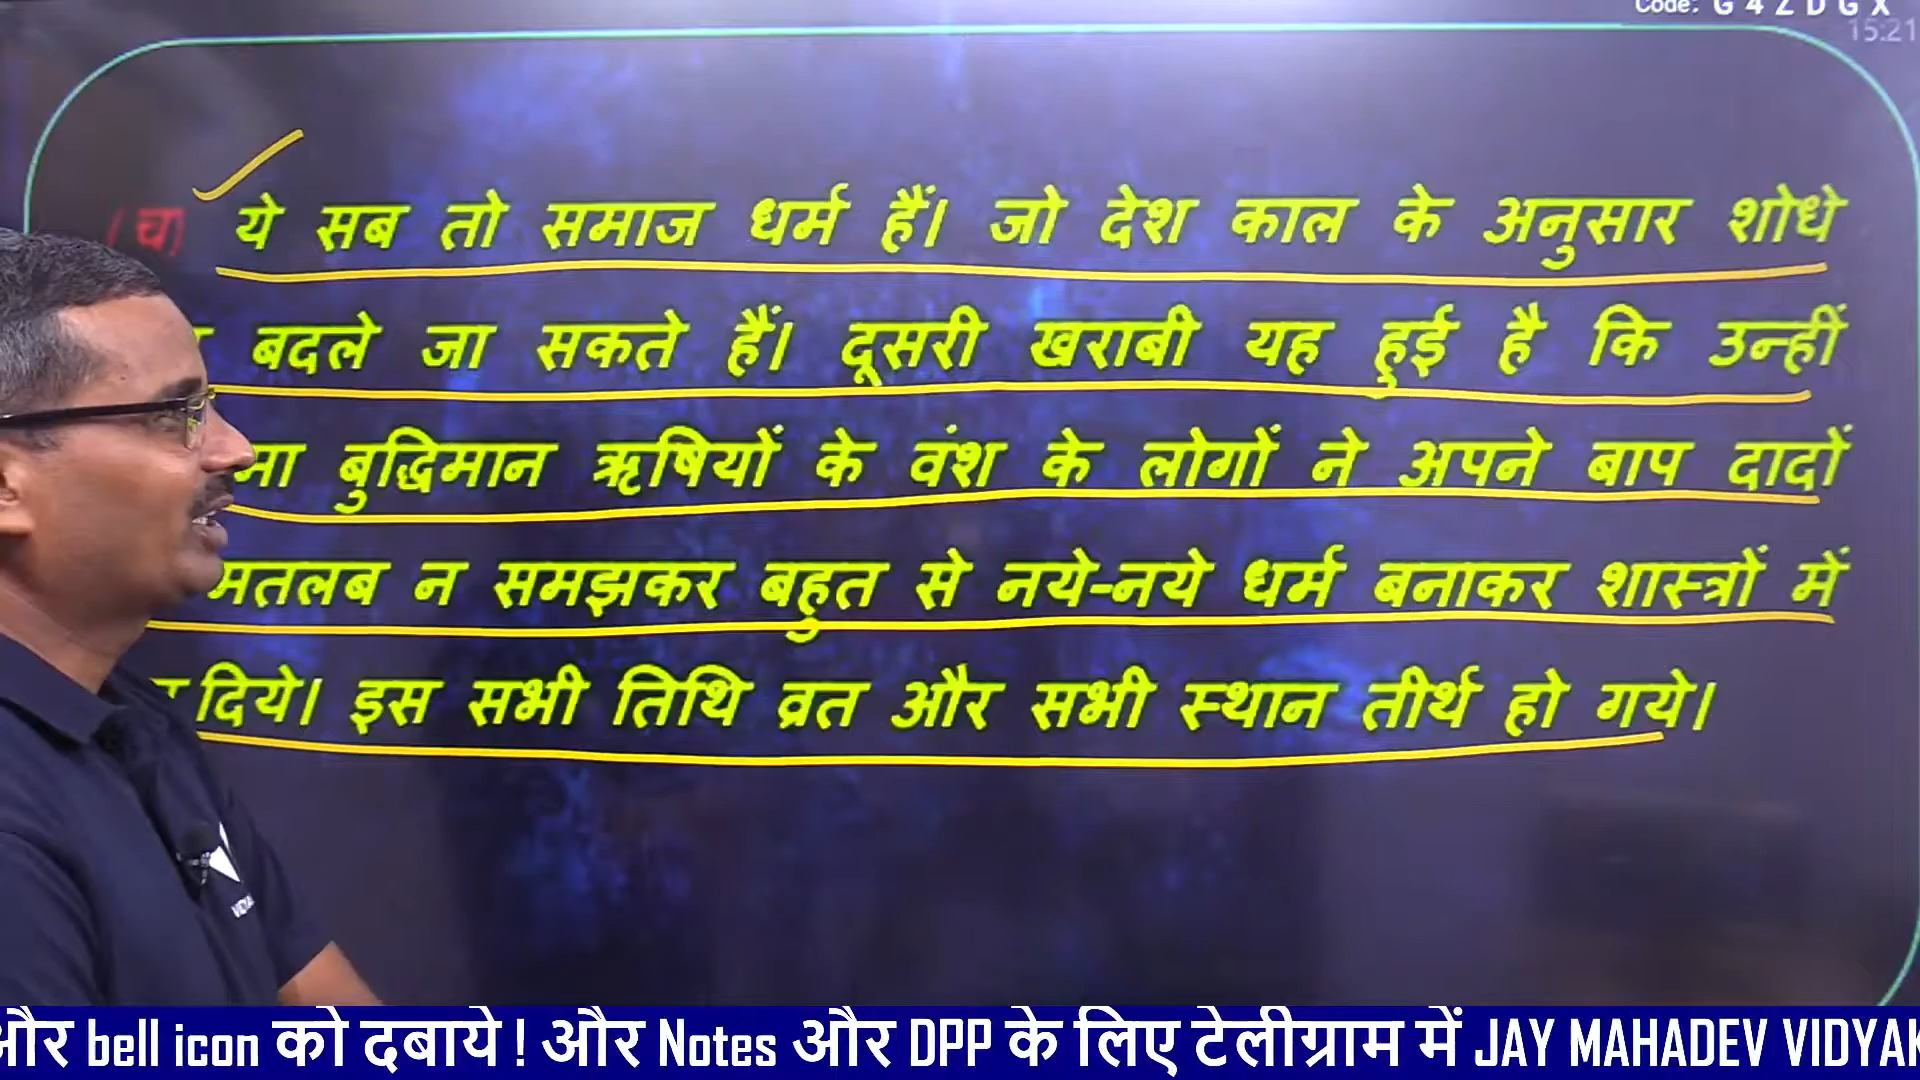 Code: G 4 Z D G X
15:21
(च) ये सब तो समाज धर्म हैं। जो देश काल के अनुसार शोधे
बदले जा सकते हैं। दूसरी खराबी यह हुई है कि उन्हीं
बुद्धिमान ऋषियों के वंश के लोगों ने अपने बाप दादों
मतलब न समझकर बहुत से नये-नये धर्म बनाकर शास्त्रों में
दिये। इस सभी तिथि व्रत और सभी स्थान तीर्थ हो गये।
और bell icon को दबाये ! और Notes और DPP के लिए टेलीग्राम में JAY MAHADEV VIDYAK